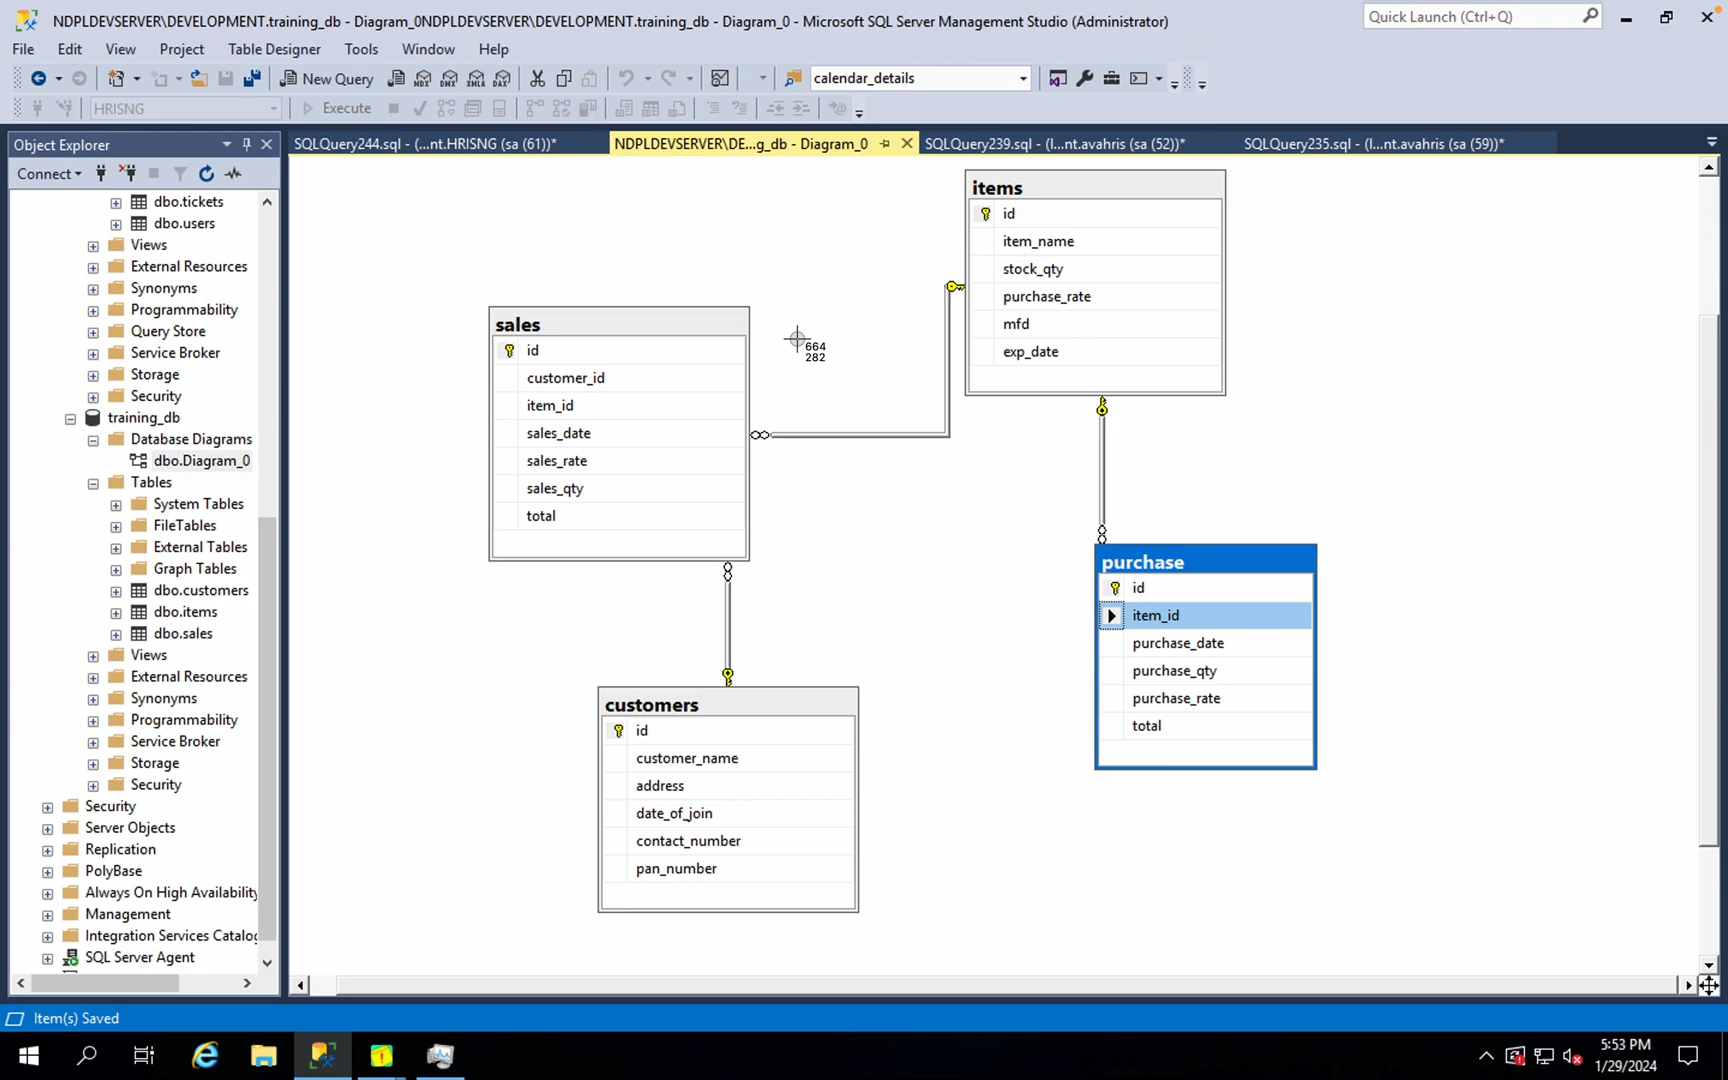 NDPLDEVSERVER\DEVELOPMENT.training_db - Diagram_0NDPLDEVSERVER\DEVELOPMENT.training_db - Diagram_0 - Microsoft SQL Server Management Studio (Administrator)
Quick Launch (Ctrl+Q)
File Edit View Project Table Designer Tools Window Help
New Query
MDX DMX XMLA DAX
calendar_details
HRISNG
Execute
Object Explorer
SQLQuery244.sql - (...nt.HRISNG (sa (61))*
NDPLDEVSERVER\DE...g_db - Diagram_0
SQLQuery239.sql - (l...nt.avahris (sa (52))*
SQLQuery235.sql - (l...nt.avahris (sa (59))*
Connect
dbo.tickets
dbo.users
Views
External Resources
Synonyms
Programmability
Query Store
Service Broker
Storage
Security
training_db
Database Diagrams
dbo.Diagram_0
Tables
System Tables
FileTables
External Tables
Graph Tables
dbo.customers
dbo.items
dbo.sales
Views
External Resources
Synonyms
Programmability
Service Broker
Storage
Security
Security
Server Objects
Replication
PolyBase
Always On High Availability
Management
Integration Services Catalog
SQL Server Agent
items
id
item_name
stock_qty
purchase_rate
mfd
exp_date
sales
id
customer_id
item_id
sales_date
sales_rate
sales_qty
total
664
282
purchase
id
item_id
purchase_date
purchase_qty
purchase_rate
total
customers
id
customer_name
address
date_of_join
contact_number
pan_number
Item(s) Saved
5:53 PM
1/29/2024